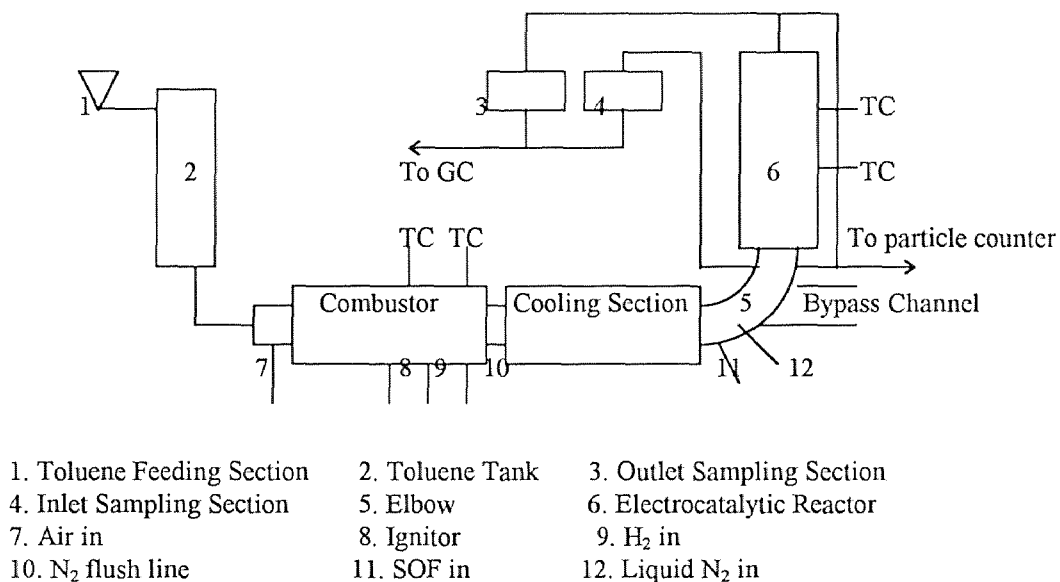 1
2
3
4
To GC
TC
TC
6
To particle counter
TC TC
Combustor
Cooling Section
5
Bypass Channel
7
8
9
10
11
12
1. Toluene Feeding Section 2. Toluene Tank 3. Outlet Sampling Section
4. Inlet Sampling Section 5. Elbow 6. Electrocatalytic Reactor
7. Air in 8. Ignitor 9. H₂ in
10. N₂ flush line 11. SOF in 12. Liquid N₂ in